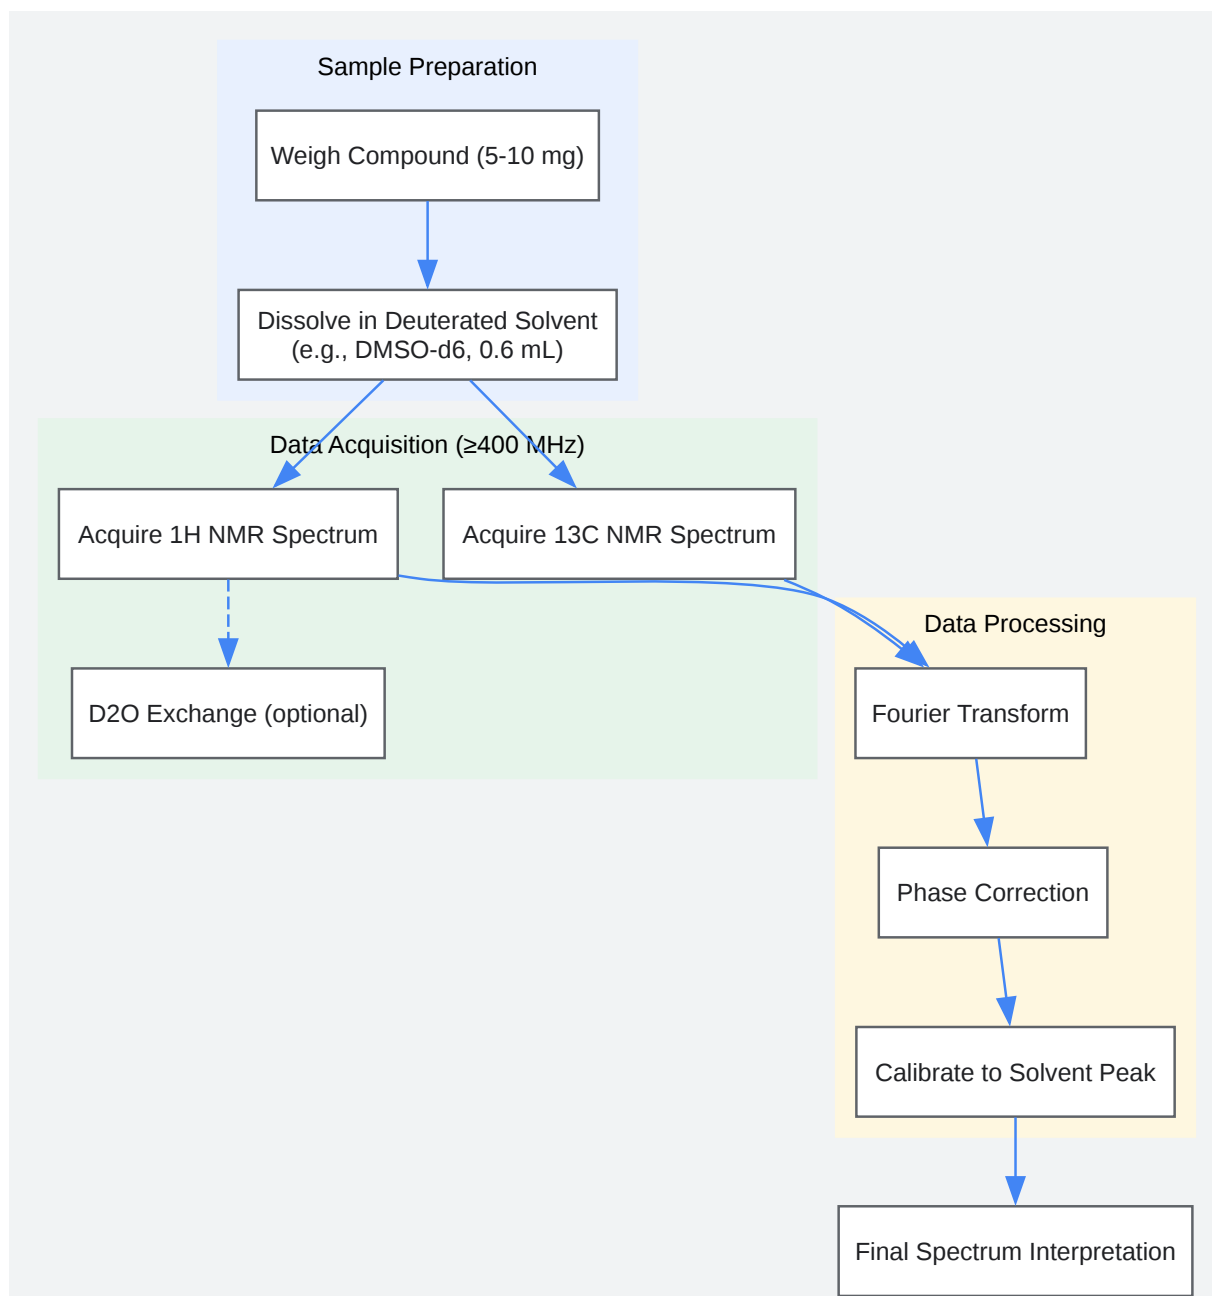 Sample Preparation
Weigh Compound (5-10 mg)
Dissolve in Deuterated Solvent
(e.g., DMSO-d6, 0.6 mL)
Data Acquisition (≥400 MHz)
Acquire 1H NMR Spectrum
Acquire 13C NMR Spectrum
D2O Exchange (optional)
Data Processing
Fourier Transform
Phase Correction
Calibrate to Solvent Peak
Final Spectrum Interpretation